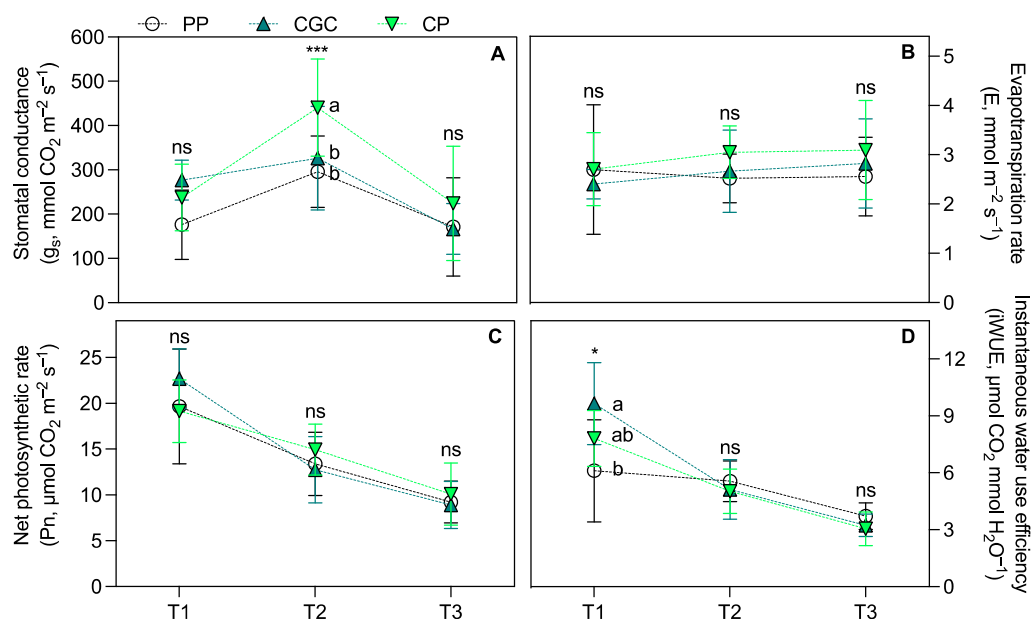 PP CGC CP
A
Stomatal conductance
(gₛ, mmol CO₂ m⁻² s⁻¹)
600
500
400
300
200
100
0
ns
***
a
b
b
ns
B
Evapotranspiration rate
(E, mmol m⁻² s⁻¹)
5
4
3
2
1
0
ns
ns
ns
C
Net photosynthetic rate
(Pn, µmol CO₂ m⁻² s⁻¹)
25
20
15
10
5
0
ns
ns
ns
T1 T2 T3
D
Instantaneous water use efficiency
(iWUE, µmol CO₂ mmol H₂O⁻¹)
12
9
6
3
0
*
a
ab
b
ns
ns
T1 T2 T3